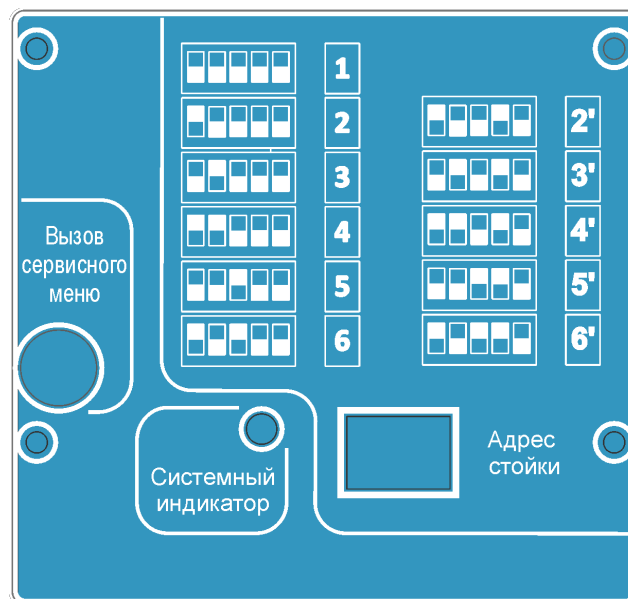 1
2 2'
3 3'
4 4'
5 5'
6 6'
Вызов
сервисного
меню
Адрес
стойки
Системный
индикатор